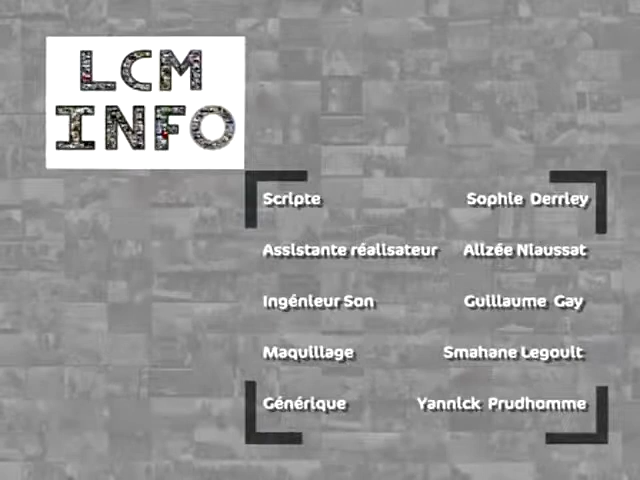 LCM
INFO
Scripte Sophie Derrley
Assistante réalisateur Alizée Niaussat
Ingénieur Son Guillaume Gay
Maquillage Smahane Legoult
Générique Yannick Prudhomme